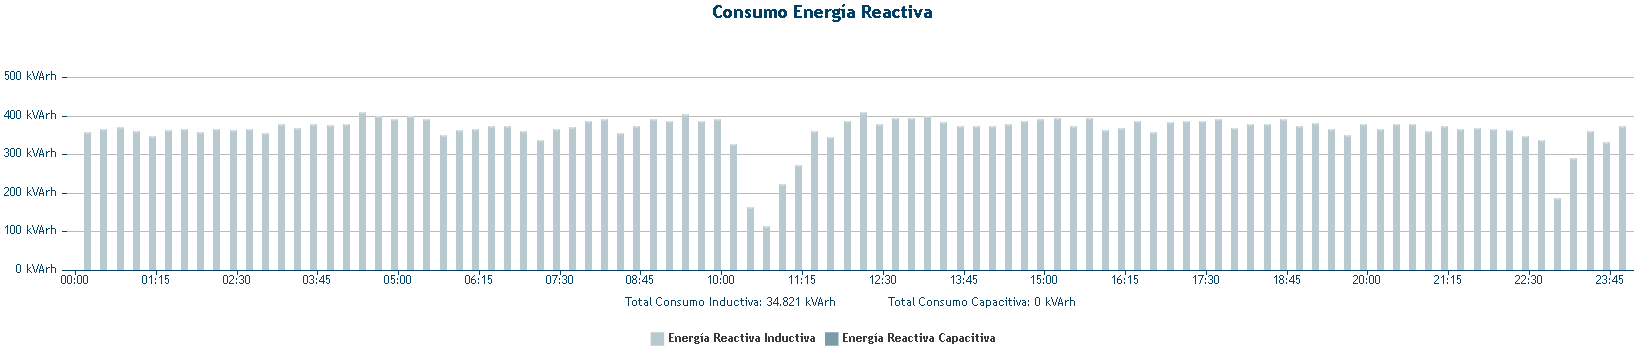 Consumo Energía Reactiva
500 kVArh
400 kVArh
300 kVArh
200 kVArh
100 kVArh
0 kVArh
00:00 01:15 02:30 03:45 05:00 06:15 07:30 08:45 10:00 11:15 12:30 13:45 15:00 16:15 17:30 18:45 20:00 21:15 22:30 23:45
Total Consumo Inductiva: 34.821 kVArh Total Consumo Capacitiva: 0 kVArh
Energía Reactiva Inductiva Energía Reactiva Capacitiva